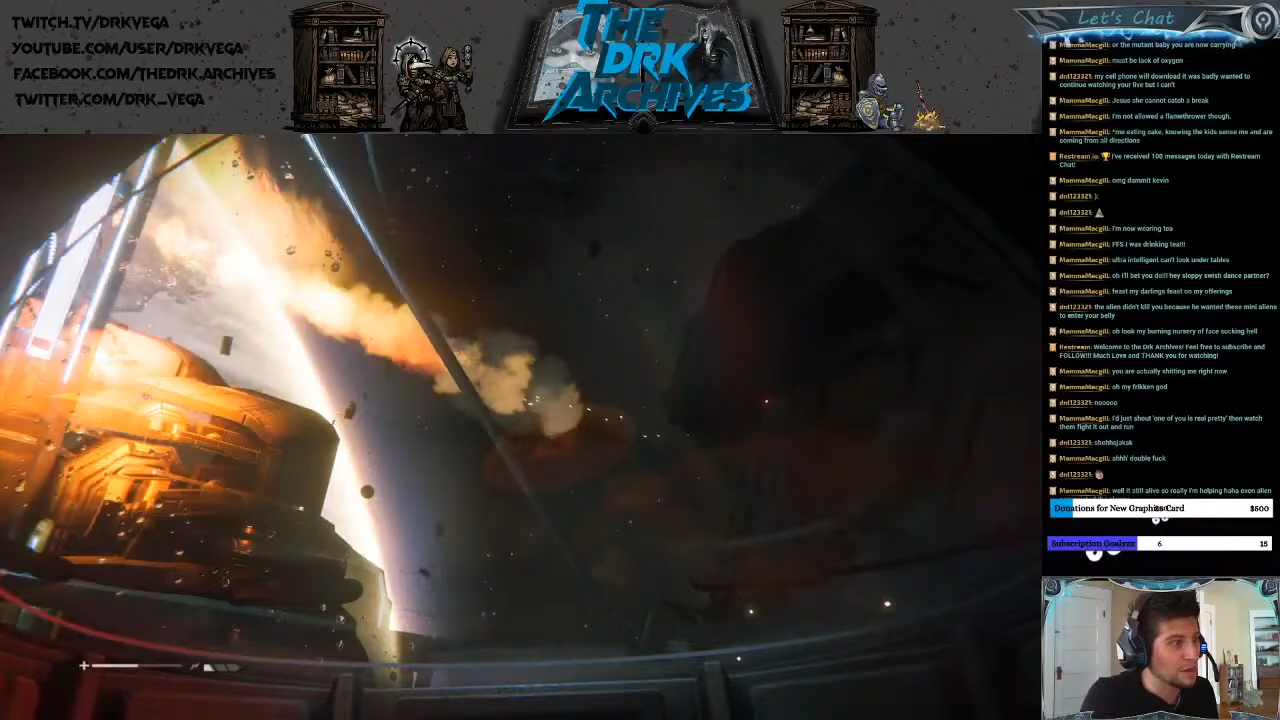 TWITCH.TV/DRKVEGA
YOUTUBE.COM/USER/DRKVEGA
FACEBOOK.COM/THEDRK.ARCHIVES
TWITTER.COM/DRK_VEGA
THE
DRK
ARCHIVES
Let's Chat
MammaMacgill: or the mutant baby you are now carrying
MammaMacgill: must be lack of oxygen
dnl123321: my cell phone will download it was badly wanted to
continue watching your live but I can't
MammaMacgill: Jesus she cannot catch a break
MammaMacgill: I'm not allowed a flamethrower though.
MammaMacgill: *me eating cake, knowing the kids sense me and are
coming from all directions
Restream.io: 🏆 I've received 100 messages today with Restream
Chat!
MammaMacgill: omg dammit kevin
dnl123321: ):
dnl123321:
MammaMacgill: I'm now wearing tea
MammaMacgill: FFS I was drinking tea!!!
MammaMacgill: ultra intelligent can't look under tables
MammaMacgill: oh I'll bet you do!!! hey sloppy swish dance partner?
MammaMacgill: feast my darlings feast on my offerings
dnl123321: the alien didn't kill you because he wanted these mini aliens
to enter your belly
MammaMacgill: oh look my burning nursery of face sucking hell
Restream: Welcome to the Drk Archives! Feel free to subscribe and
FOLLOW!!! Much Love and THANK you for watching!
MammaMacgill: you are actually shitting me right now
MammaMacgill: oh my frikken god
dnl123321: nooooo
MammaMacgill: I'd just shout 'one of you is real pretty' then watch
them fight it out and run
dnl123321: shehhsjaksk
MammaMacgill: ahhh' double fuck
dnl123321:
MammaMacgill: well it still alive so really I'm helping haha even alien
Donations for New Graphics Card $500
Subscription Goalzzz 6 15